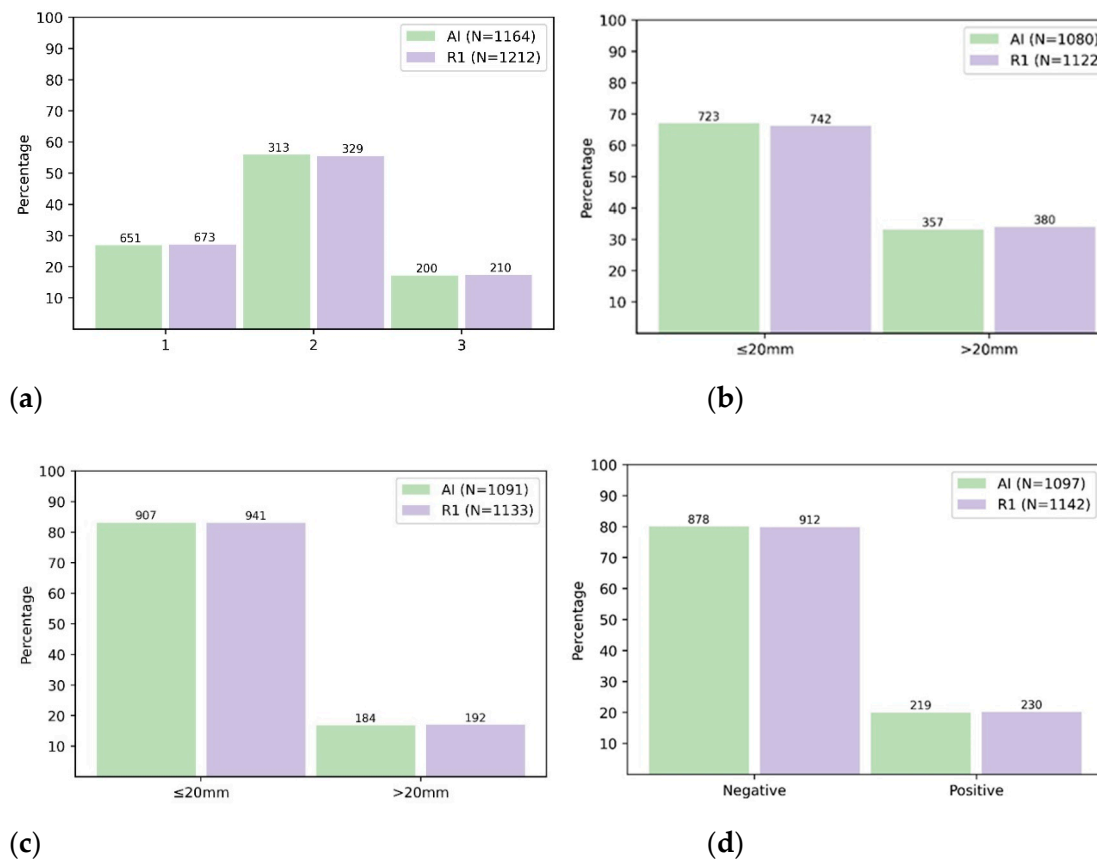 100
90
80
70
60
50
40
30
20
10
Percentage
AI (N=1164)
R1 (N=1212)
651
673
313
329
200
210
1
2
3
(a)
100
90
80
70
60
50
40
30
20
10
Percentage
AI (N=1080)
R1 (N=1122
723
742
357
380
≤20mm
>20mm
(b)
100
90
80
70
60
50
40
30
20
10
Percentage
AI (N=1091)
R1 (N=1133)
907
941
184
192
≤20mm
>20mm
(c)
100
90
80
70
60
50
40
30
20
10
Percentage
AI (N=1097)
R1 (N=1142)
878
912
219
230
Negative
Positive
(d)